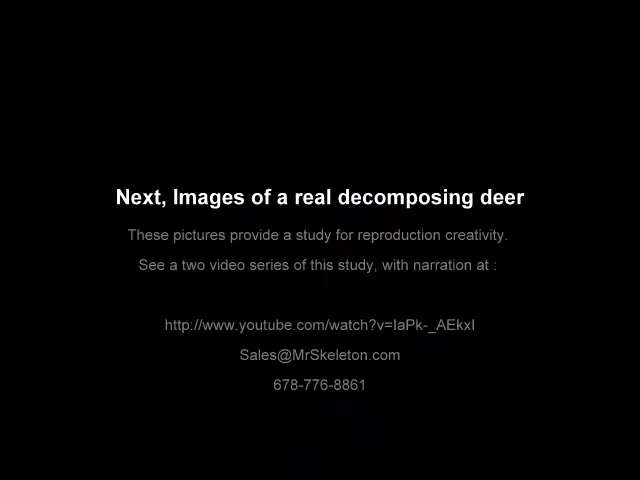 Next, Images of a real decomposing deer
These pictures provide a study for reproduction creativity.
See a two video series of this study, with narration at :
http://www.youtube.com/watch?v=IaPk-_AEkxI
Sales@MrSkeleton.com
678-776-8861